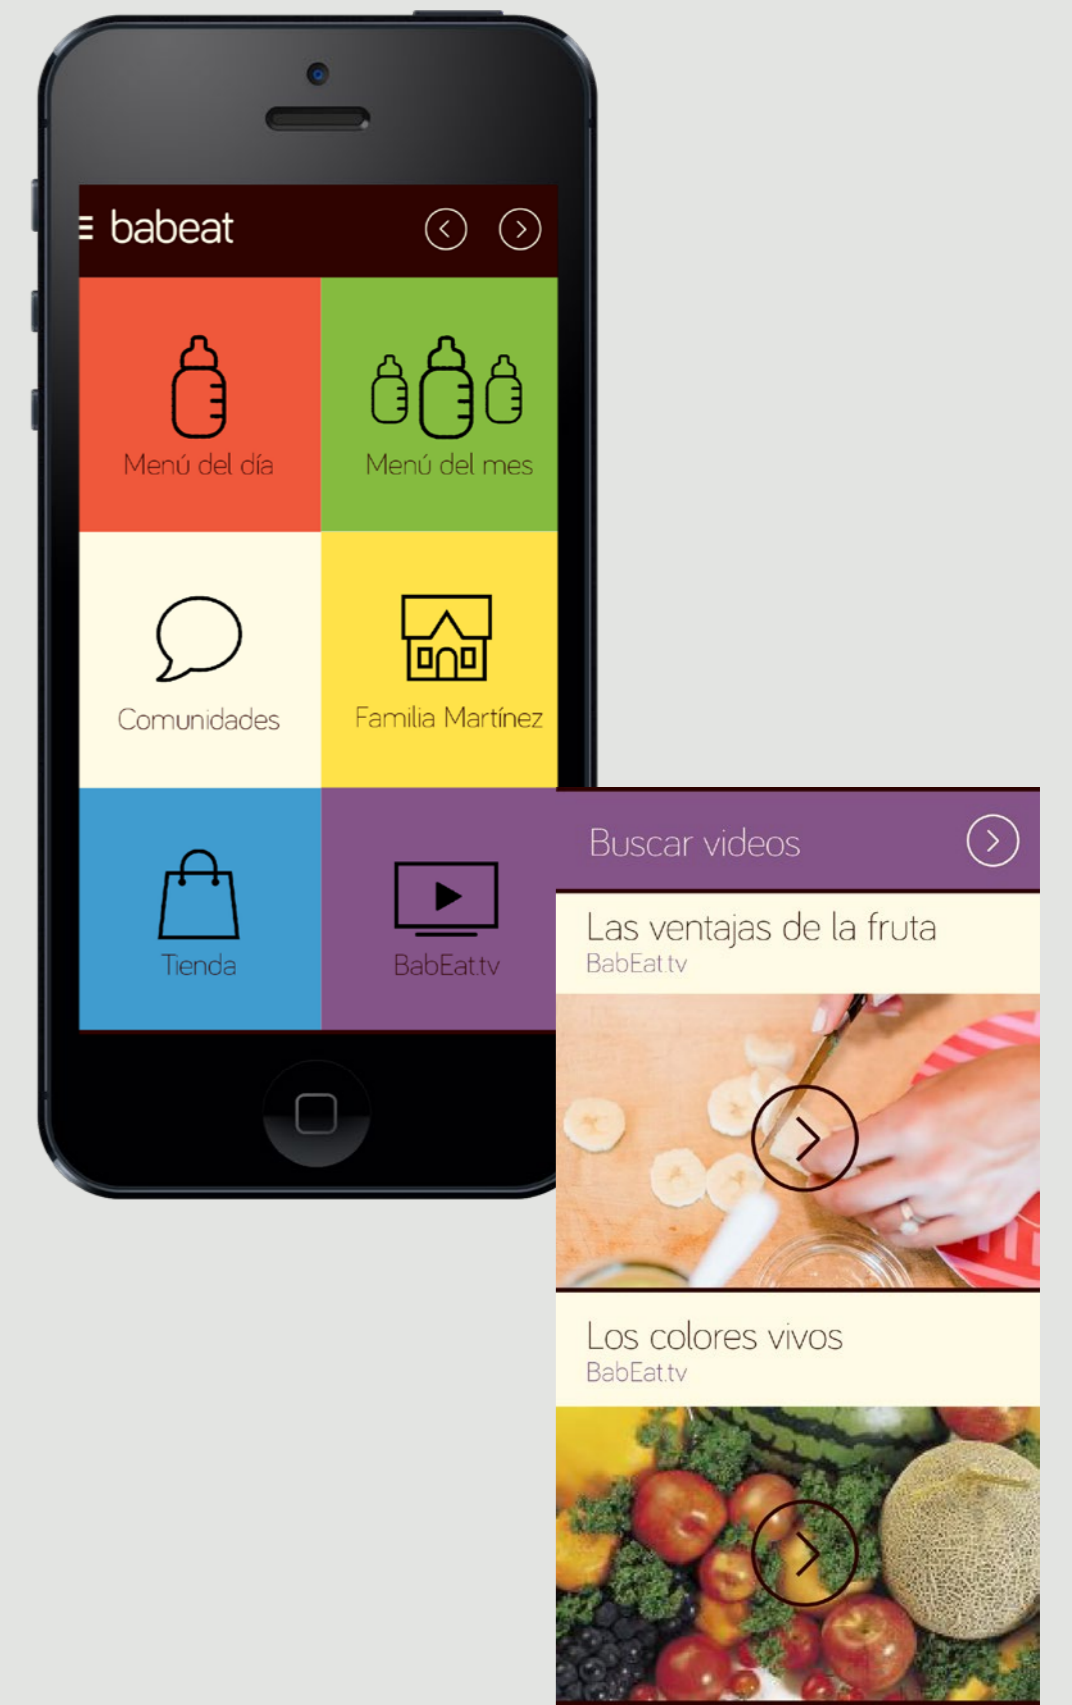 babeat
Menú del día
Menú del mes
Comunidades
Familia Martínez
Tienda
BabEat.tv
Buscar videos
Las ventajas de la fruta
BabEat.tv
Los colores vivos
BabEat.tv